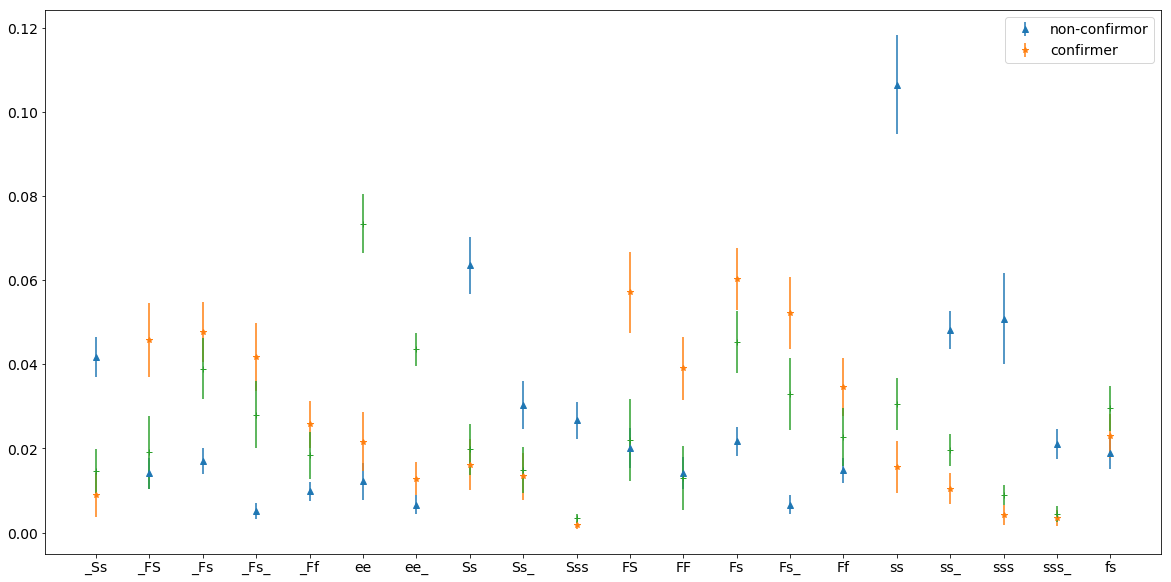 0.12
0.10
0.08
0.06
0.04
0.02
0.00
non-confirmor
confirmer
_Ss _FS _Fs _Fs_ _Ff ee ee_ Ss Ss_ Sss FS FF Fs Fs_ Ff ss ss_ sss sss_ fs